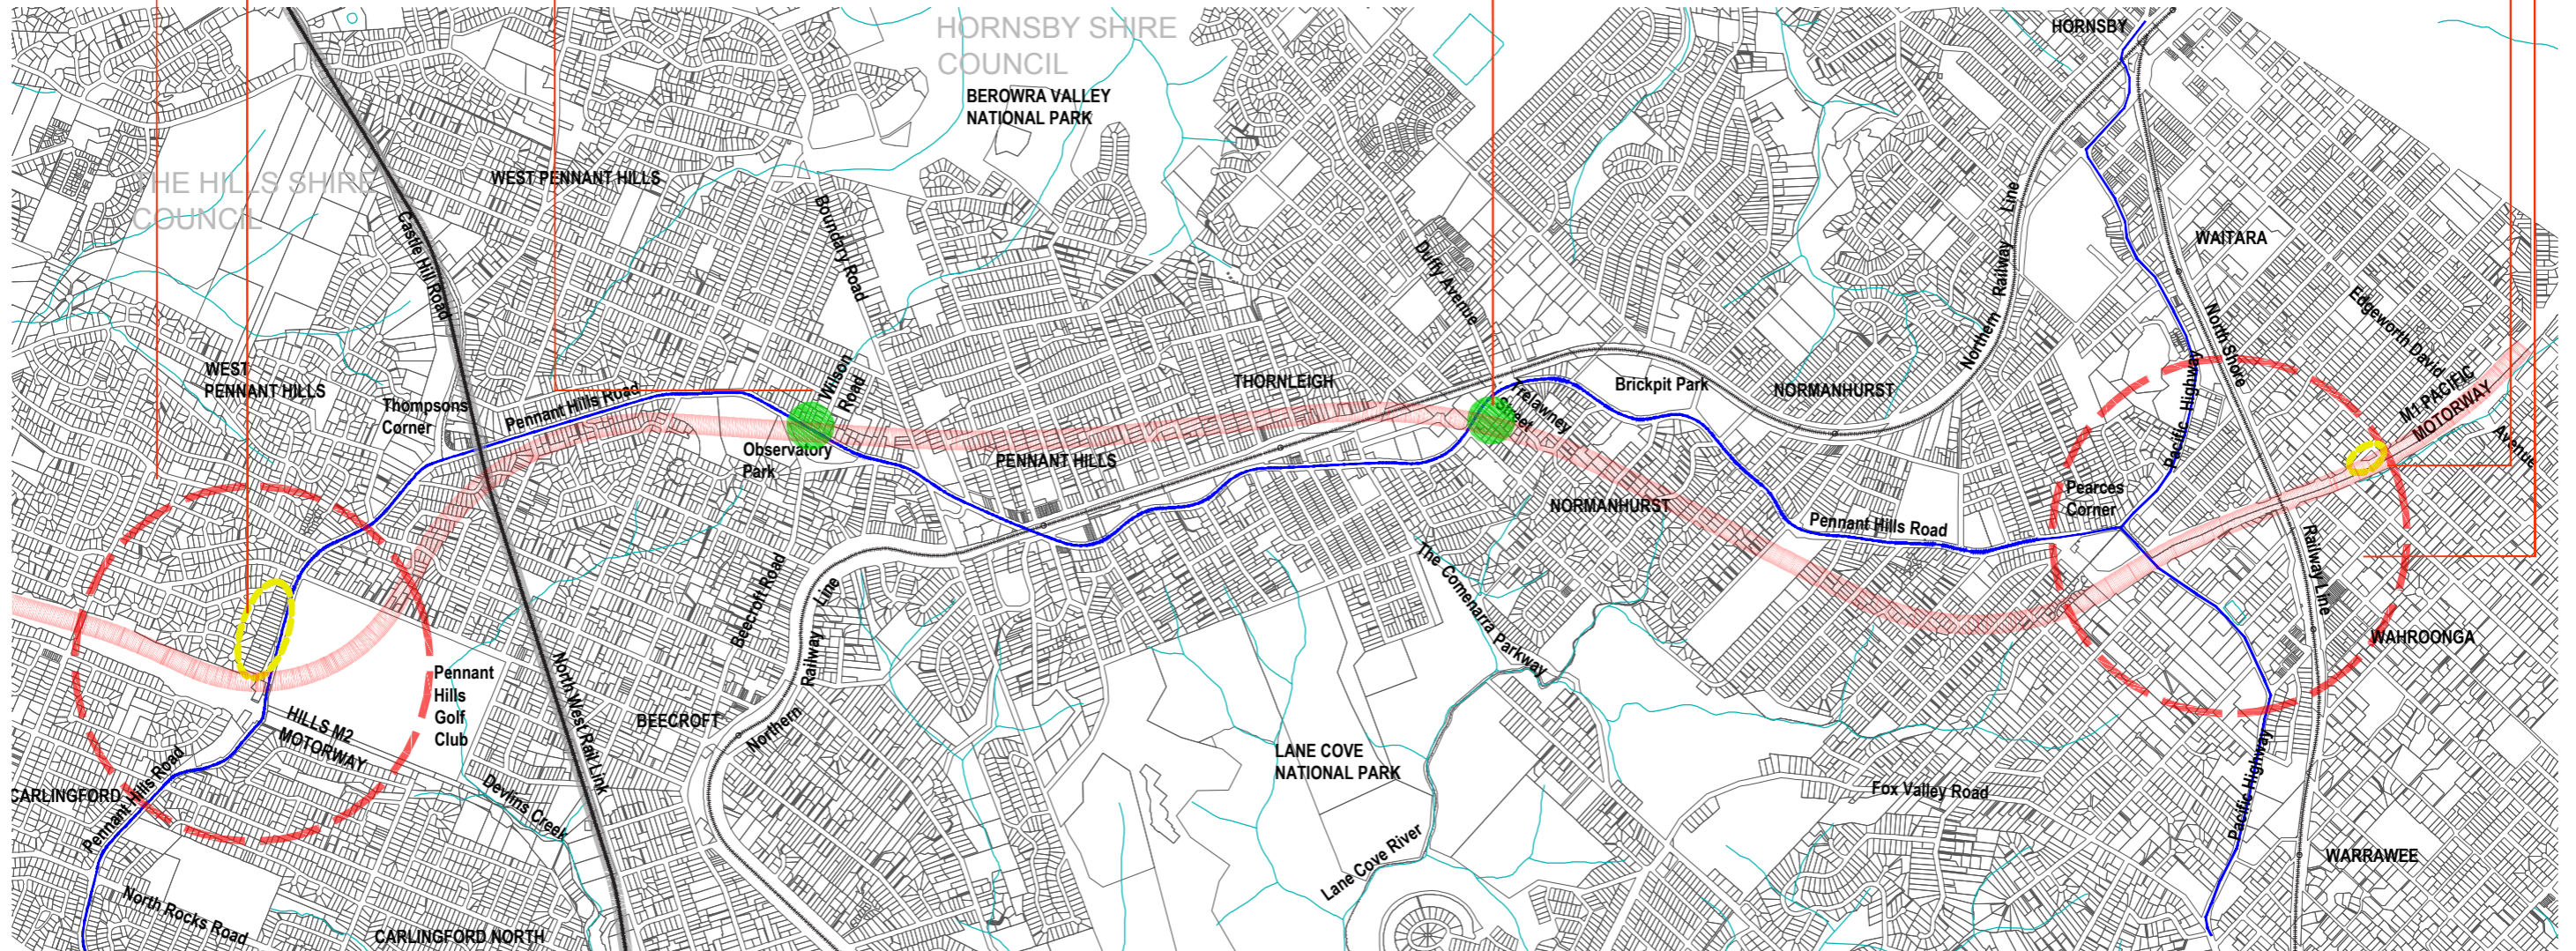 HORNSBY SHIRE
COUNCIL
HORNSBY
BEROWRA VALLEY
NATIONAL PARK
THE HILLS SHIRE
COUNCIL
WEST PENNANT HILLS
Castle Hill Road
Boundary Road
Duffy Avenue
Northern Railway Line
WAITARA
North Shore
Railway Line
Edgeworth David
Avenue
M1 PACIFIC
MOTORWAY
Pacific Highway
WEST
PENNANT HILLS
Thompsons
Corner
Pennant Hills Road
Wilson
Road
Observatory
Park
THORNLEIGH
PENNANT HILLS
Trelawney
Street
Brickpit Park
NORMANHURST
NORMANHURST
Pearces
Corner
Pennant Hills Road
The Comenarra Parkway
Beecroft Road
Northern Railway Line
WAHROONGA
Pennant
Hills
Golf
Club
HILLS M2
MOTORWAY
North West Rail Link
BEECROFT
LANE COVE
NATIONAL PARK
Pennant Hills Road
CARLINGFORD
Devlins Creek
Fox Valley Road
Pacific Highway
Lane Cove River
WARRAWEE
North Rocks Road
CARLINGFORD NORTH